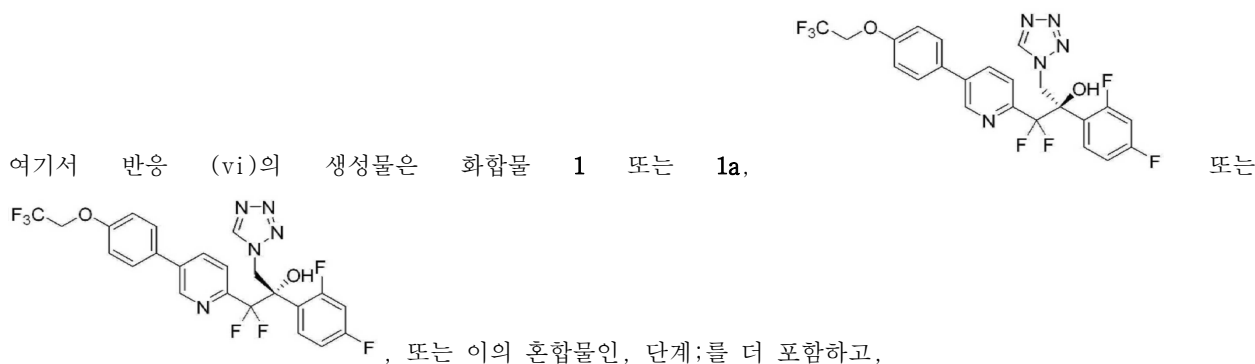 F₃C O N=N N N OH F N F F F
여기서 반응 (vi)의 생성물은 화합물 1 또는 1a, 또는
F₃C O N=N N N OH F N F F F
, 또는 이의 혼합물인, 단계;를 더 포함하고,